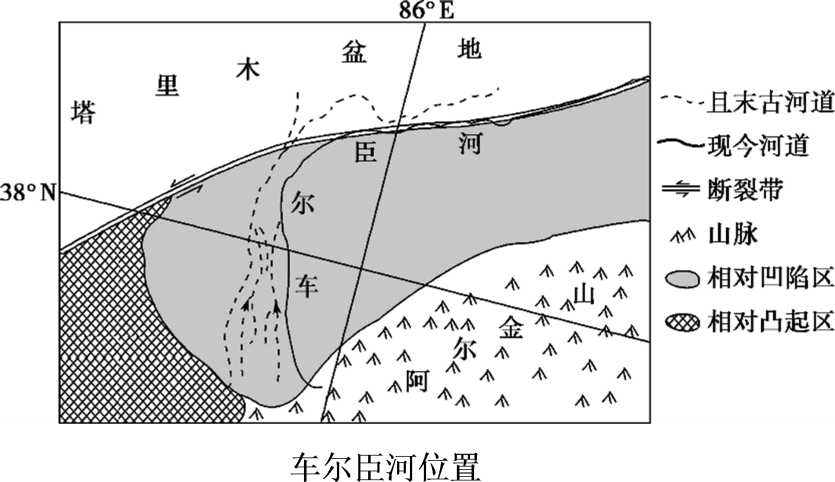 86°E
塔里木盆地
38°N
臣河
尔
车
山
金
尔
阿
且末古河道
现今河道
断裂带
山脉
相对凹陷区
相对凸起区
车尔臣河位置